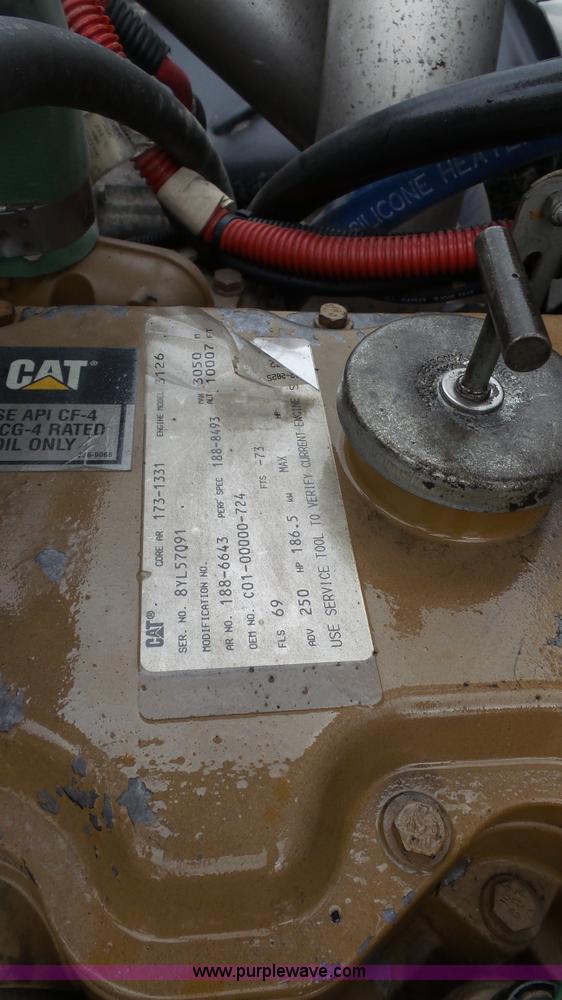 SILICONE HEATER
CAT®
SE API CF-4
CG-4 RATED
OIL ONLY
CAT®
CORE NR 173-1331 ENGINE MODEL 3126
SER. NO. 8YL57091
MODIFICATION NO. MAX ALT 3050 M 10007 FT
AR NO. 188-6643 PERF SPEC 188-8493
OEM NO. C01-00000-724
FLS 69 FTS -73
ADV 250 HP 186.5 kW MAX
USE SERVICE TOOL TO VERIFY CURRENT ENGINE S
www.purplewave.com